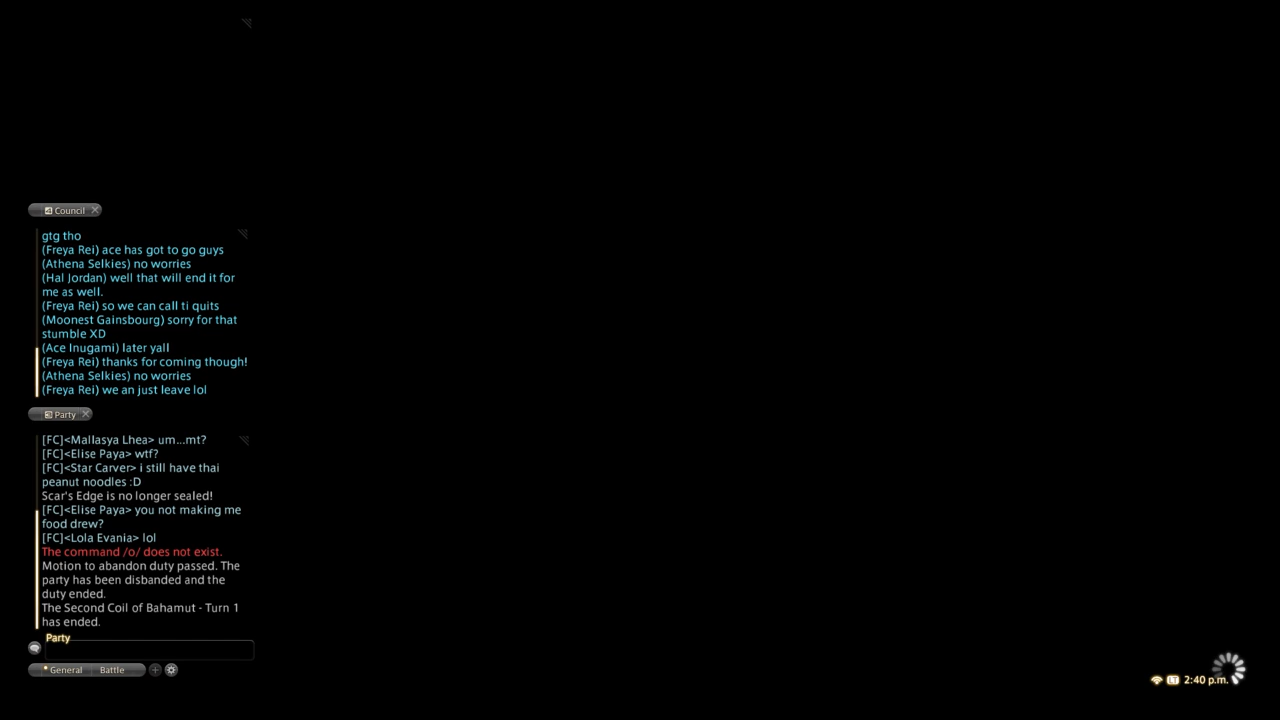 Council
gtg tho
(Freya Rei) ace has got to go guys
(Athena Selkies) no worries
(Hal Jordan) well that will end it for
me as well.
(Freya Rei) so we can call ti quits
(Moonest Gainsbourg) sorry for that
stumble XD
(Ace Inugami) later yall
(Freya Rei) thanks for coming though!
(Athena Selkies) no worries
(Freya Rei) we an just leave lol
Party
[FC]<Mallasya Lhea> um...mt?
[FC]<Elise Paya> wtf?
[FC]<Star Carver> i still have thai
peanut noodles :D
Scar's Edge is no longer sealed!
[FC]<Elise Paya> you not making me
food drew?
[FC]<Lola Evania> lol
The command /o/ does not exist.
Motion to abandon duty passed. The
party has been disbanded and the
duty ended.
The Second Coil of Bahamut - Turn 1
has ended.
Party
General Battle
LT 2:40 p.m.